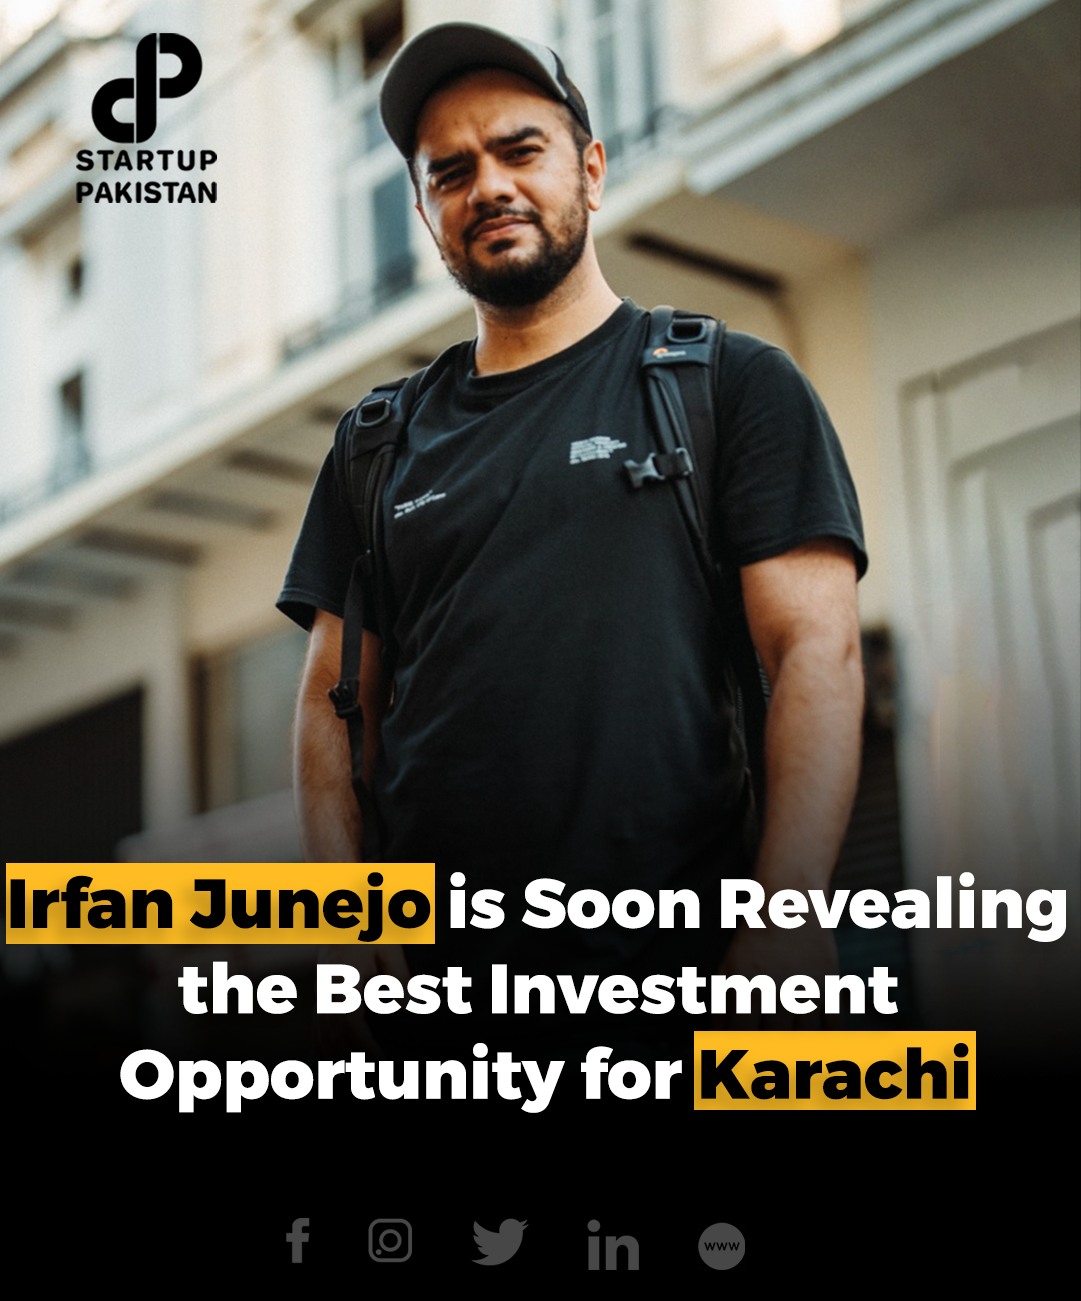 STARTUP
PAKISTAN
Irfan Junejo is Soon Revealing
the Best Investment
Opportunity for Karachi
www